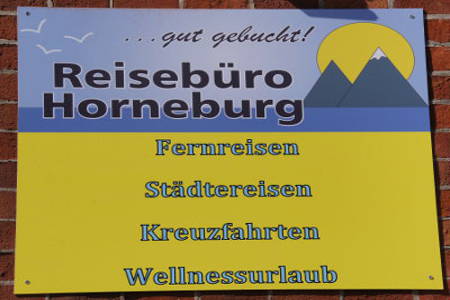 ...gut gebucht!
Reisebüro
Horneburg
Fernreisen
Städtereisen
Kreuzfahrten
Wellnessurlaub